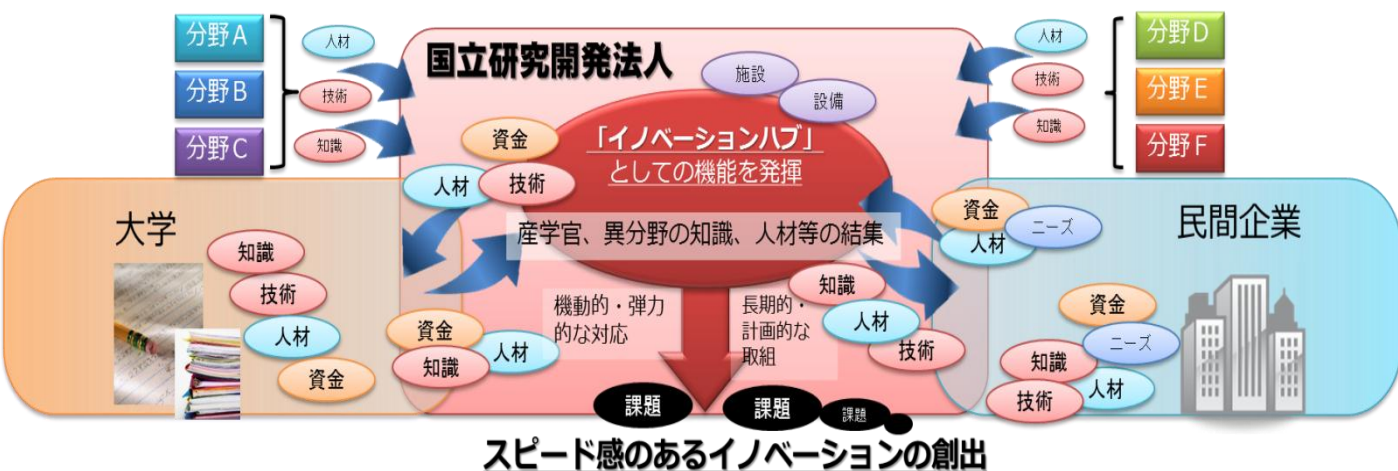 分野A
分野B
分野C
人材
技術
知識
国立研究開発法人
施設
設備
人材
技術
知識
分野D
分野E
分野F
「イノベーションハブ」
としての機能を発揮
資金
人材
技術
産学官、異分野の知識、人材等の結集
大学
知識
技術
人材
資金
資金
知識
人材
機動的・弾力
的な対応
長期的・
計画的な
取組
知識
人材
技術
資金
ニーズ
人材
民間企業
資金
ニーズ
知識
人材
技術
課題
課題
課題
スピード感のあるイノベーションの創出